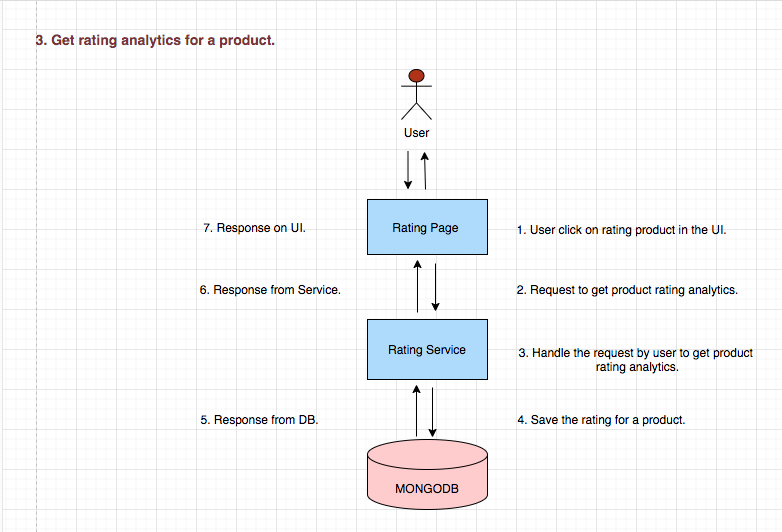 3. Get rating analytics for a product.
User
7. Response on UI.
Rating Page
1. User click on rating product in the UI.
6. Response from Service.
2. Request to get product rating analytics.
Rating Service
3. Handle the request by user to get product
rating analytics.
5. Response from DB.
4. Save the rating for a product.
MONGODB